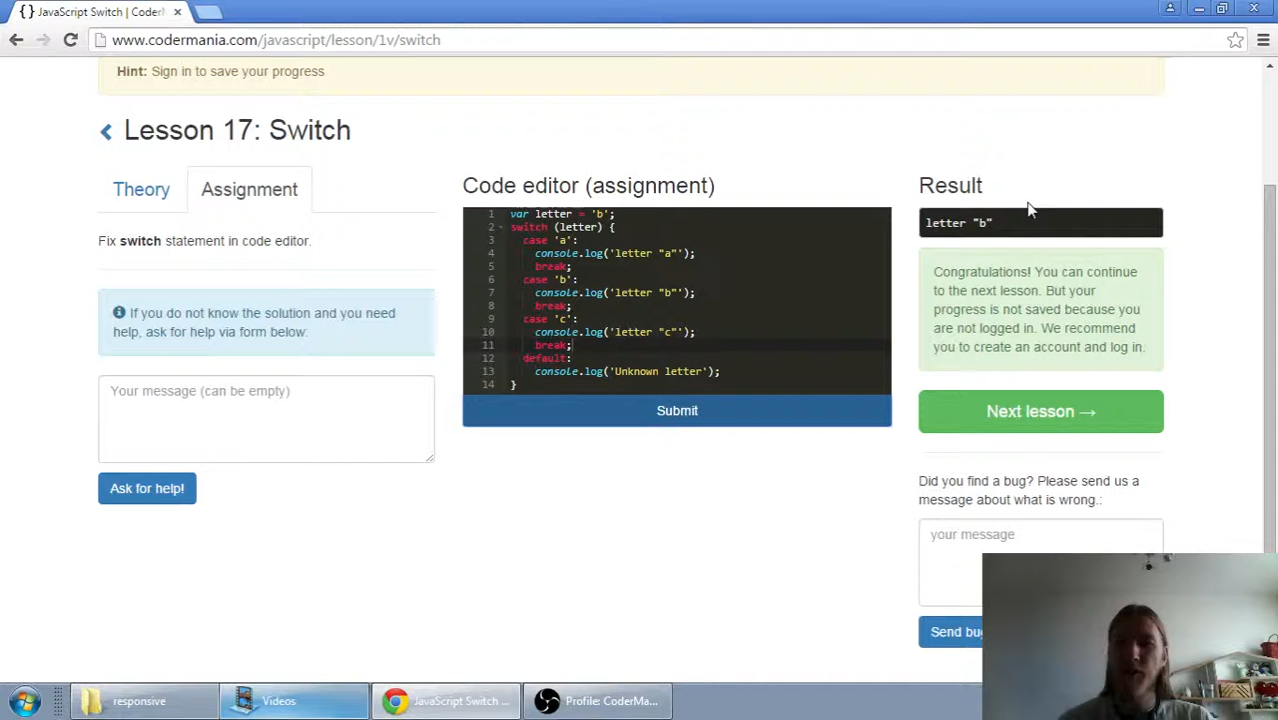 { } JavaScript Switch | Coder ×
www.codermania.com/javascript/lesson/1v/switch
Hint: Sign in to save your progress
Lesson 17: Switch
Theory
Assignment
Fix switch statement in code editor.
If you do not know the solution and you need
help, ask for help via form below:
Your message (can be empty)
Ask for help!
Code editor (assignment)
1 var letter = 'b';
2 switch (letter) {
3 case 'a':
4 console.log('letter "a"');
5 break;
6 case 'b':
7 console.log('letter "b"');
8 break;
9 case 'c':
10 console.log('letter "c"');
11 break;
12 default:
13 console.log('Unknown letter');
14 }
Submit
Result
letter "b"
Congratulations! You can continue
to the next lesson. But your
progress is not saved because you
are not logged in. We recommend
you to create an account and log in.
Next lesson →
Did you find a bug? Please send us a
message about what is wrong.:
your message
Send bu
responsive
Videos
JavaScript Switch ...
Profile: CoderMa...